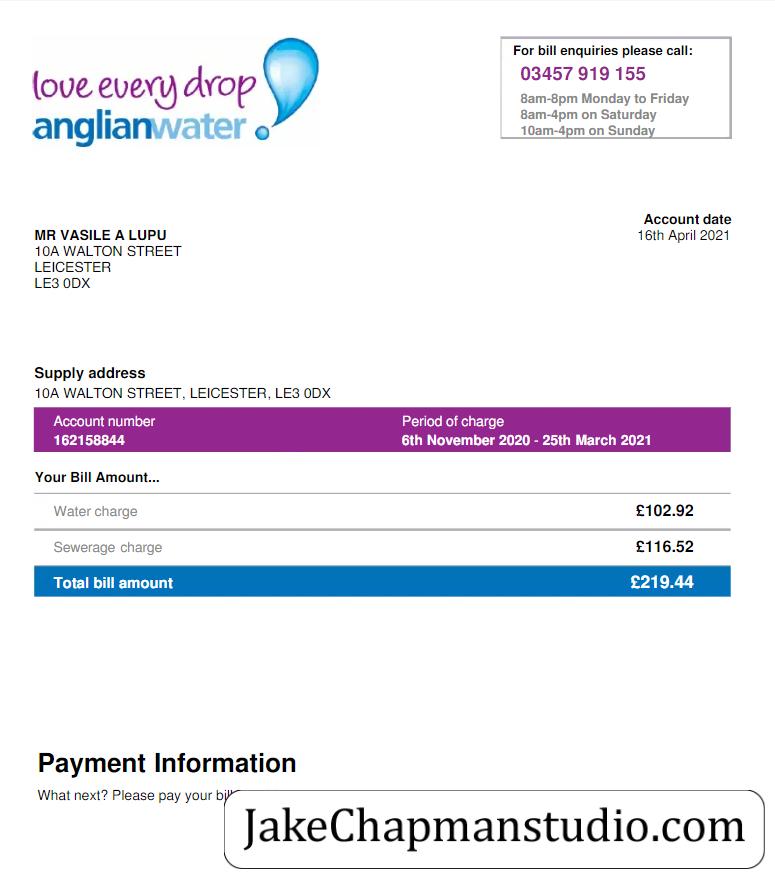 love every drop
anglianwater
For bill enquiries please call:
03457 919 155
8am-8pm Monday to Friday
8am-4pm on Saturday
10am-4pm on Sunday
Account date
16th April 2021
MR VASILE A LUPU
10A WALTON STREET
LEICESTER
LE3 0DX
Supply address
10A WALTON STREET, LEICESTER, LE3 0DX
Account number Period of charge
162158844 6th November 2020 - 25th March 2021
Your Bill Amount...
Water charge £102.92
Sewerage charge £116.52
Total bill amount £219.44
Payment Information
What next? Please pay your bill
JakeChapmanstudio.com